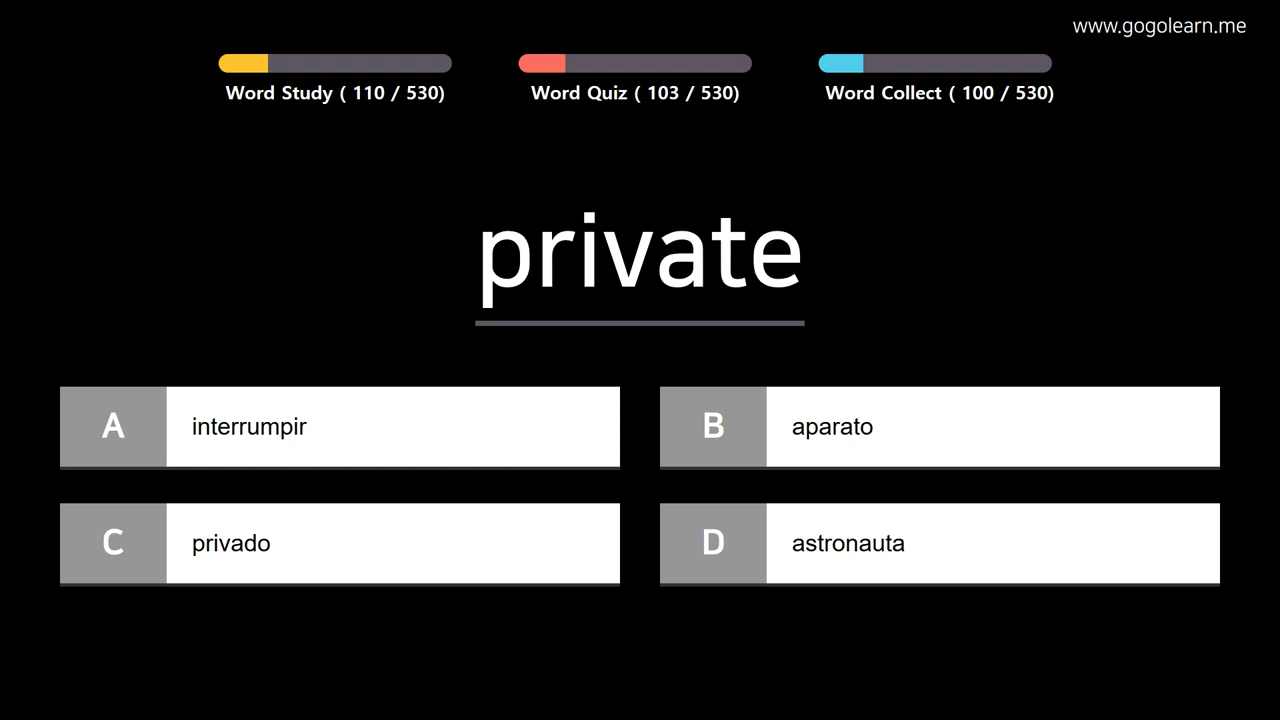 www.gogolearn.me
Word Study ( 110 / 530)
Word Quiz ( 103 / 530)
Word Collect ( 100 / 530)
private
A interrumpir
B aparato
C privado
D astronauta